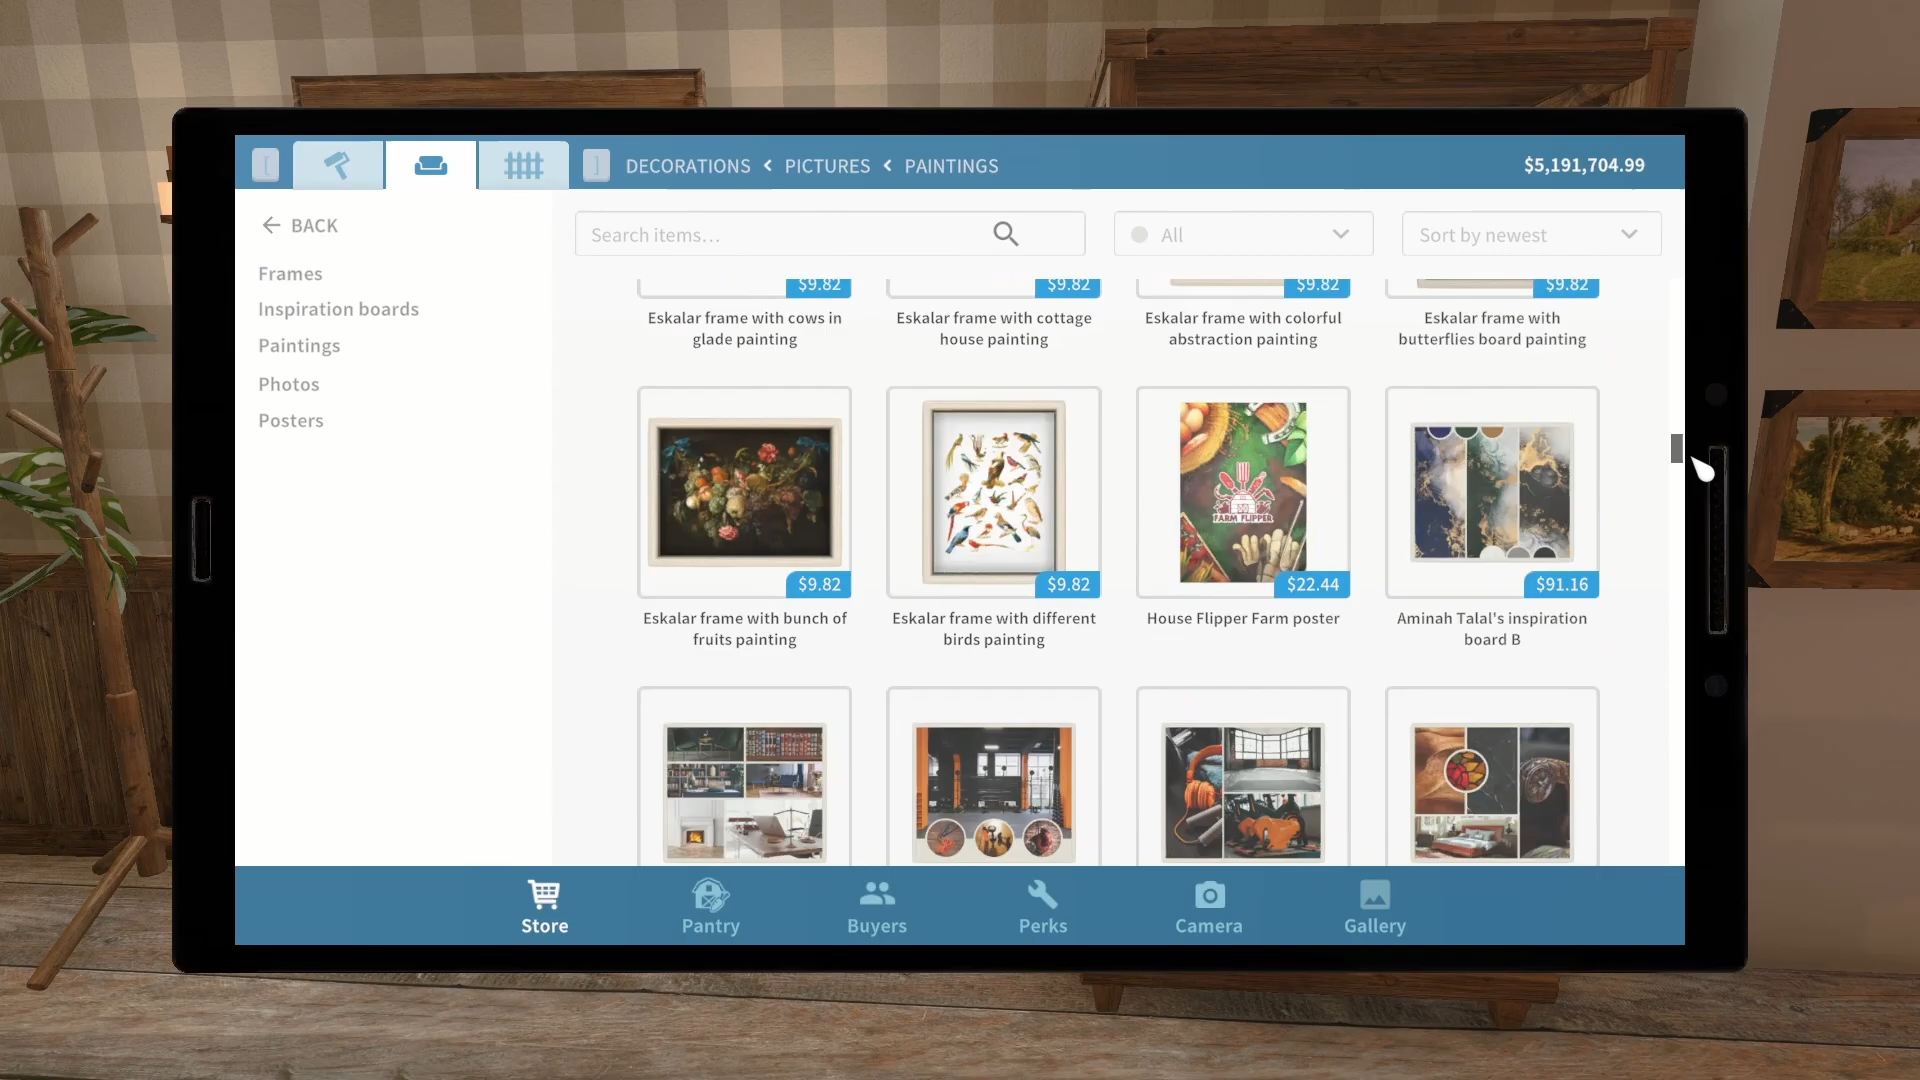 [
]
DECORATIONS < PICTURES < PAINTINGS
$5,191,704.99
BACK
Frames
Inspiration boards
Paintings
Photos
Posters
Search items...
All
Sort by newest
$9.82
$9.82
$9.82
$9.82
Eskalar frame with cows in
glade painting
Eskalar frame with cottage
house painting
Eskalar frame with colorful
abstraction painting
Eskalar frame with
butterflies board painting
FARM FLIPPER
$9.82
$9.82
$22.44
$91.16
Eskalar frame with bunch of
fruits painting
Eskalar frame with different
birds painting
House Flipper Farm poster
Aminah Talal's inspiration
board B
Store
Pantry
Buyers
Perks
Camera
Gallery